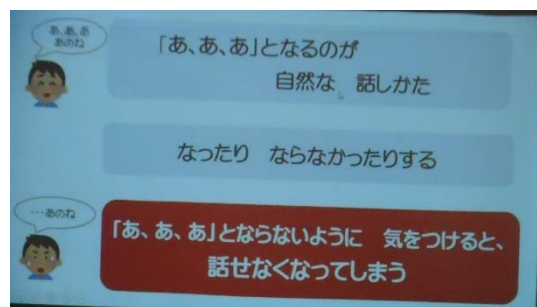 あ、あ、あ
あのね
「あ、あ、あ」となるのが
自然な 話しかた
なったり ならなかったりする
…あのね
「あ、あ、あ」とならないように 気をつけると、
話せなくなってしまう